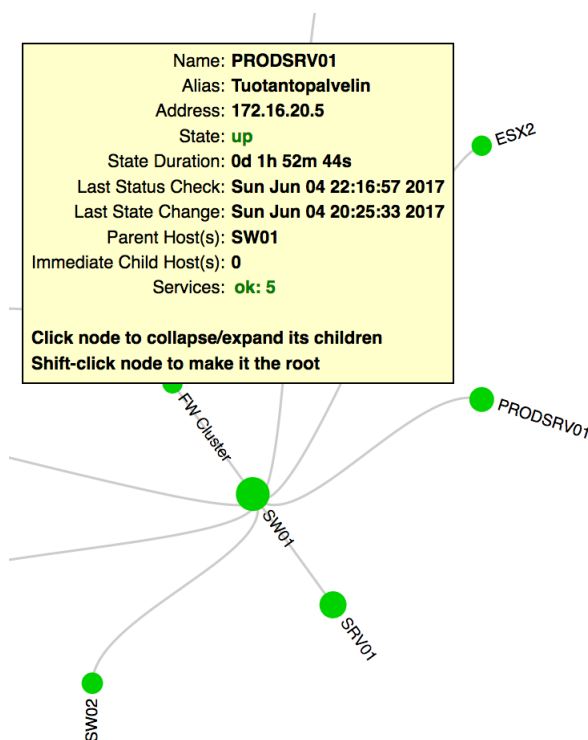 Name: PRODSRV01
Alias: Tuotantopalvelin
Address: 172.16.20.5
State: up
State Duration: 0d 1h 52m 44s
Last Status Check: Sun Jun 04 22:16:57 2017
Last State Change: Sun Jun 04 20:25:33 2017
Parent Host(s): SW01
Immediate Child Host(s): 0
Services: ok: 5
Click node to collapse/expand its children
Shift-click node to make it the root
ESX2
FW-Cluster
PRODSRV01
SW01
SRV01
SW02